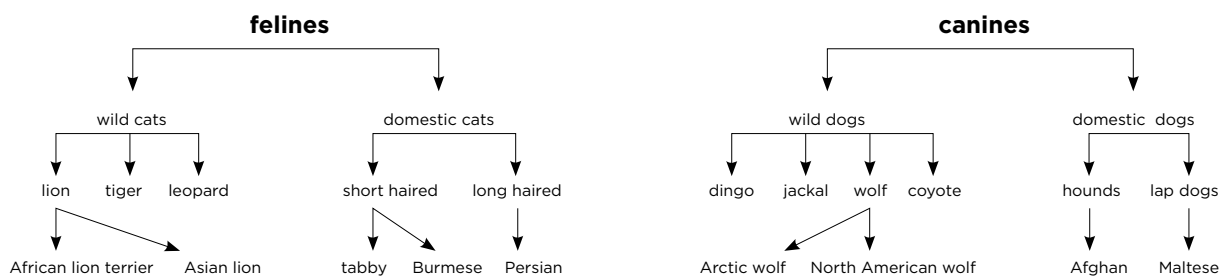 felines canines
wild cats domestic cats wild dogs domestic dogs
lion tiger leopard short haired long haired dingo jackal wolf coyote hounds lap dogs
African lion terrier Asian lion tabby Burmese Persian Arctic wolf North American wolf Afghan Maltese